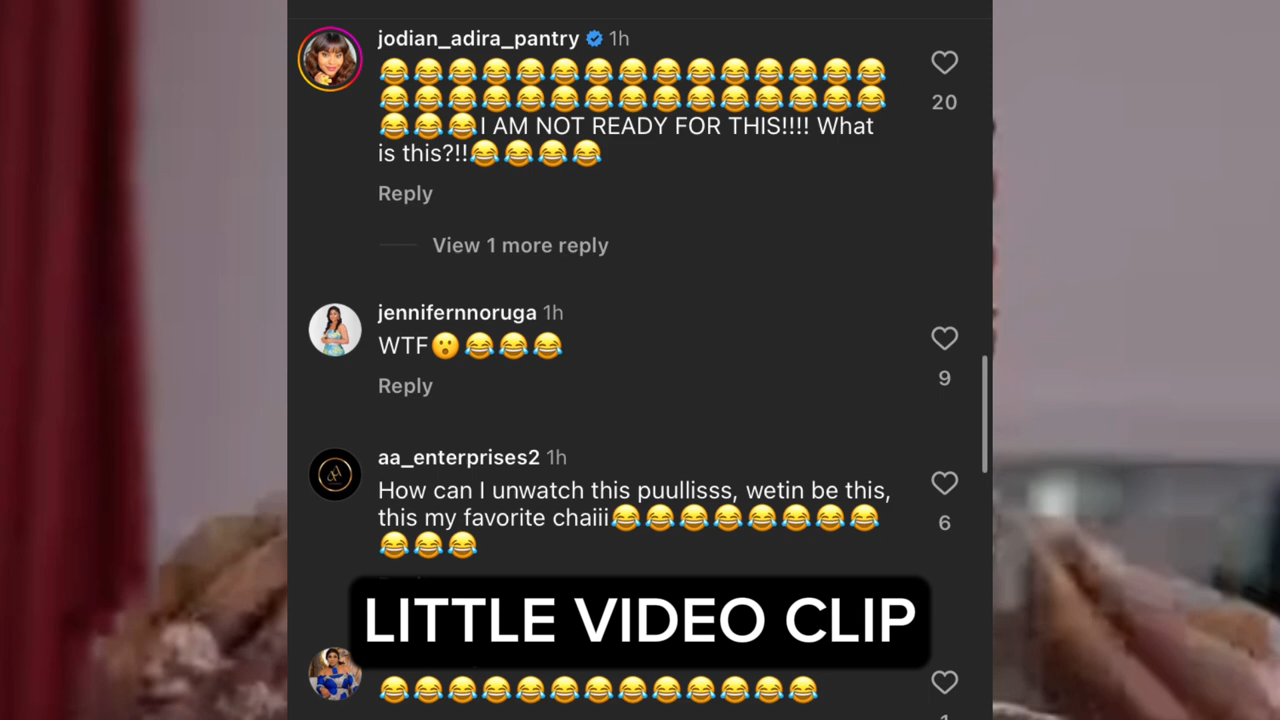 jodian_adira_pantry 1h
😂😂😂😂😂😂😂😂😂😂😂😂😂😂😂
😂😂😂😂😂😂😂😂😂😂😂😂😂😂😂
😂😂😂I AM NOT READY FOR THIS!!!! What
is this?!!😂😂😂😂
20
Reply
View 1 more reply
jennifernnoruga 1h
WTF😮😂😂😂
9
Reply
aa_enterprises2 1h
How can I unwatch this puullisss, wetin be this,
this my favorite chaiii😂😂😂😂😂😂😂😂
😂😂😂
6
LITTLE VIDEO CLIP
😂😂😂😂😂😂😂😂😂😂😂😂😂